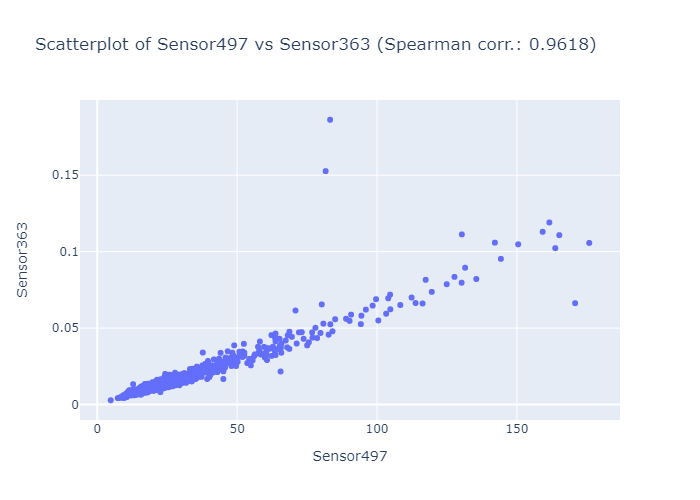 Scatterplot of Sensor497 vs Sensor363 (Spearman corr.: 0.9618)
Sensor363
0.15
0.1
0.05
0
0 50 100 150
Sensor497